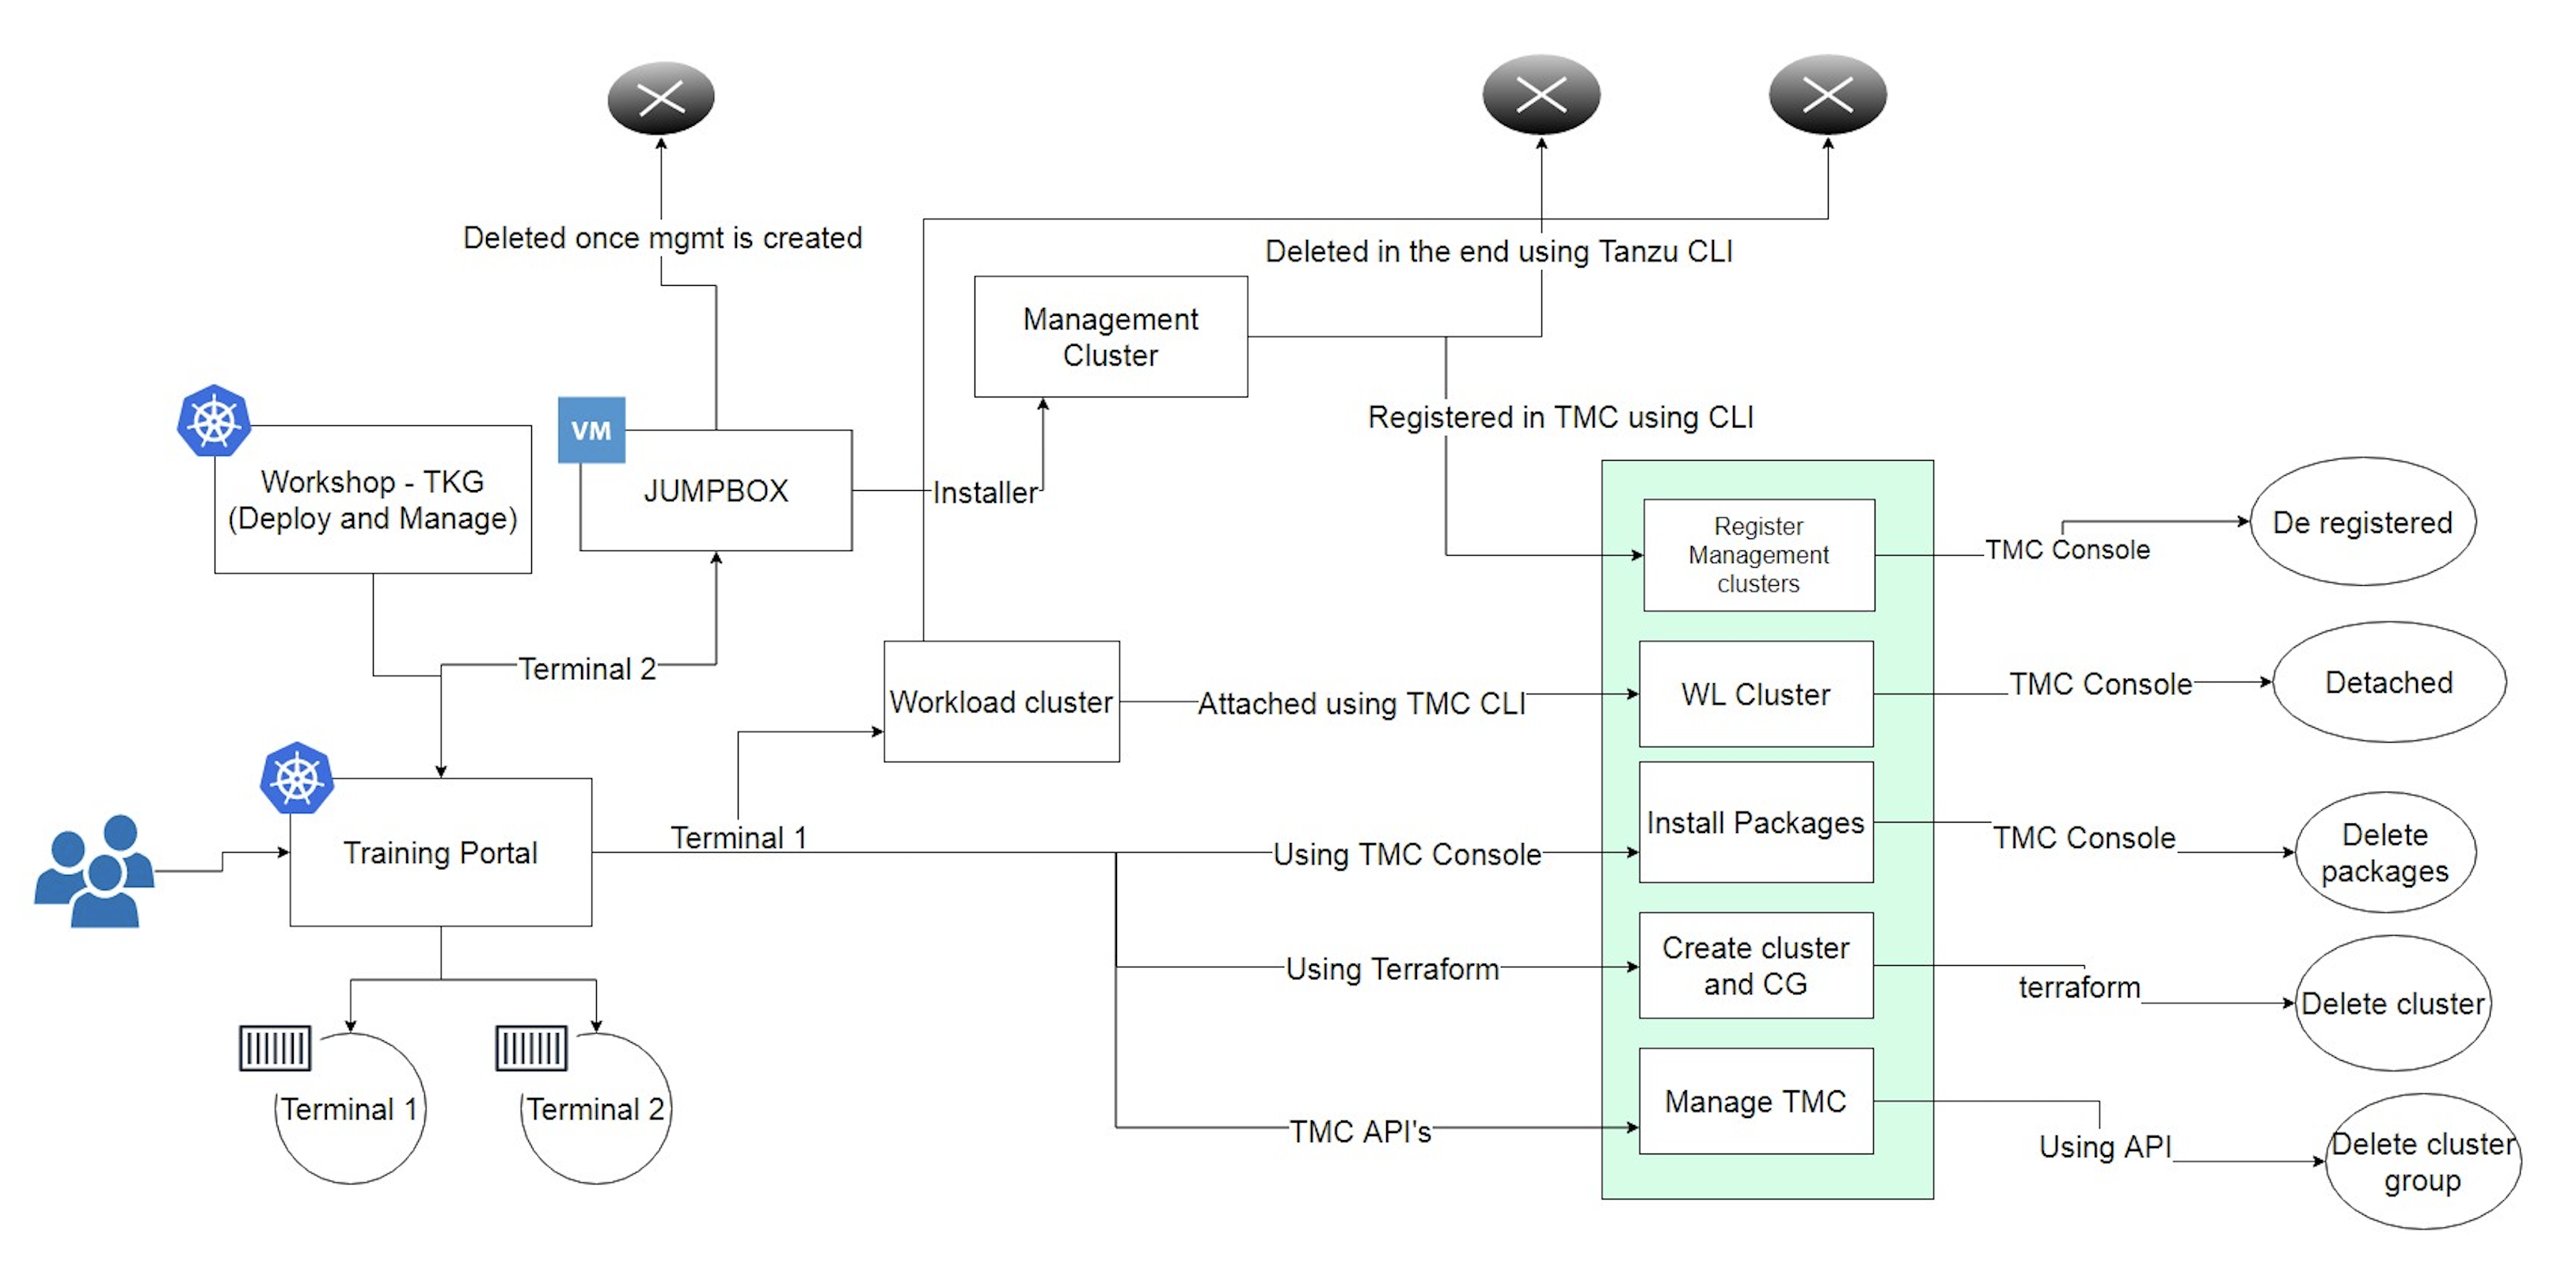 Deleted once mgmt is created
Deleted in the end using Tanzu CLI
Management
Cluster
Registered in TMC using CLI
VM
Workshop - TKG
(Deploy and Manage)
JUMPBOX
Installer
Register
Management
clusters
TMC Console
De registered
Terminal 2
Workload cluster
Attached using TMC CLI
WL Cluster
TMC Console
Detached
Training Portal
Terminal 1
Using TMC Console
Install Packages
TMC Console
Delete
packages
Using Terraform
Create cluster
and CG
terraform
Delete cluster
Terminal 1
Terminal 2
TMC API's
Manage TMC
Using API
Delete cluster
group